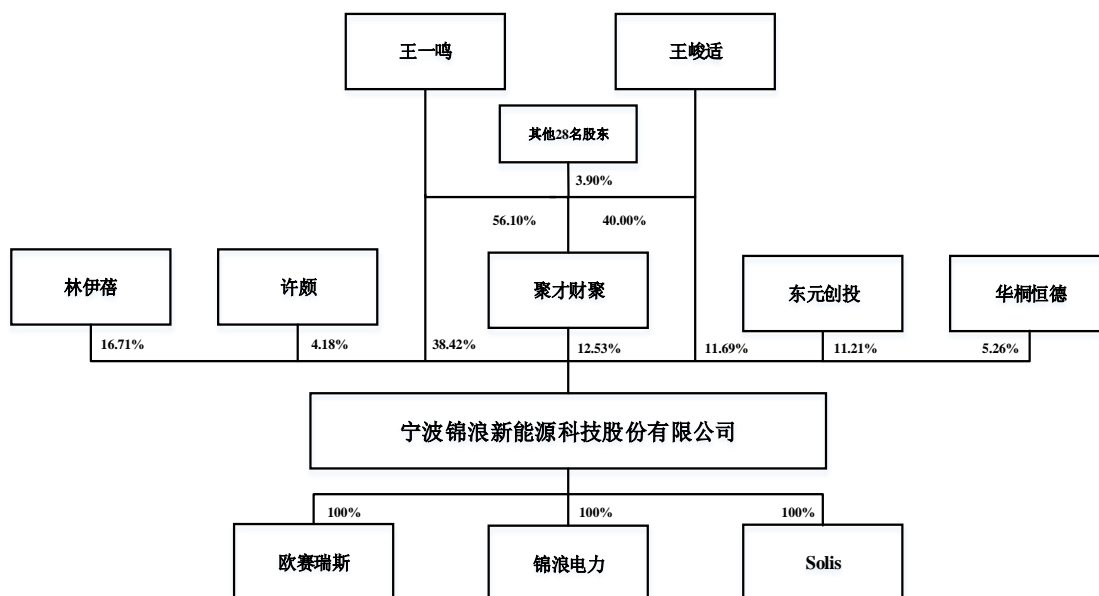 王一鸣
王峻适
其他28名股东
3.90%
56.10%
40.00%
林伊蓓
许颇
聚才财聚
东元创投
华桐恒德
16.71%
4.18%
38.42%
12.53%
11.69%
11.21%
5.26%
宁波锦浪新能源科技股份有限公司
100%
100%
100%
欧赛瑞斯
锦浪电力
Solis